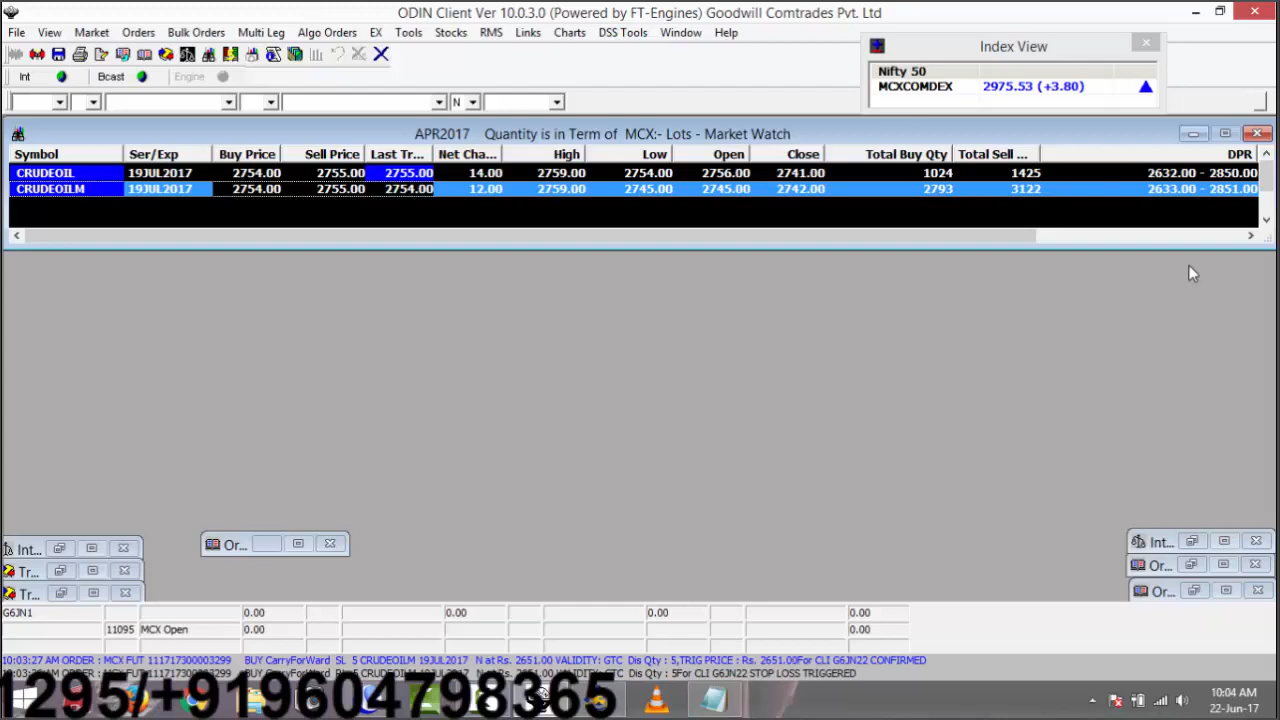 ODIN Client Ver 10.0.3.0 (Powered by FT-Engines) Goodwill Comtrades Pvt. Ltd
File View Market Orders Bulk Orders Multi Leg Algo Orders EX Tools Stocks RMS Links Charts DSS Tools Window Help
Index View
Int Bcast Engine
Nifty 50
MCXCOMDEX 2975.53 (+3.80)
N
APR2017 Quantity is in Term of MCX:- Lots - Market Watch
Symbol Ser/Exp Buy Price Sell Price Last Tr... Net Cha... High Low Open Close Total Buy Qty Total Sell ... DPR
CRUDEOIL 19JUL2017 2754.00 2755.00 2755.00 14.00 2759.00 2754.00 2756.00 2741.00 1024 1425 2632.00 - 2850.00
CRUDEOILM 19JUL2017 2754.00 2755.00 2754.00 12.00 2759.00 2745.00 2745.00 2742.00 2793 3122 2633.00 - 2851.00
Int... Or... Int...
Tr... Or...
Tr... Or...
G6JN1 0.00 0.00 0.00 0.00
11095 MCX Open 0.00 0.00
10:03:27 AM ORDER : MCX FUT 111717300003299 BUY CarryForWard SL 5 CRUDEOILM 19JUL2017 N at Rs. 2651.00 VALIDITY: GTC Dis Qty : 5,TRIG PRICE : Rs. 2651.00For CLI G6JN22 CONFIRMED
CRUDEOILM 19JUL2017 N at Rs. 2651.00 VALIDITY: GTC Dis Qty : 5For CLI G6JN22 STOP LOSS TRIGGERED
1295/+919604798365
10:04 AM
22-Jun-17